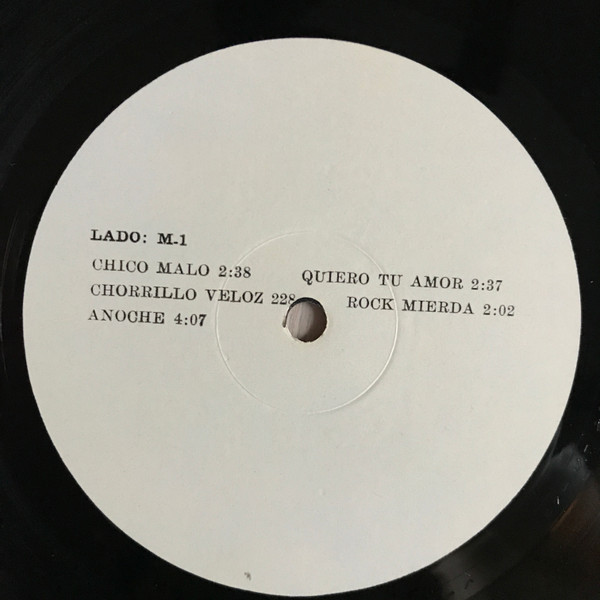 LADO: M-1
CHICO MALO 2:38
CHORRILLO VELOZ 228
ANOCHE 4:07
QUIERO TU AMOR 2:37
ROCK MIERDA 2:02